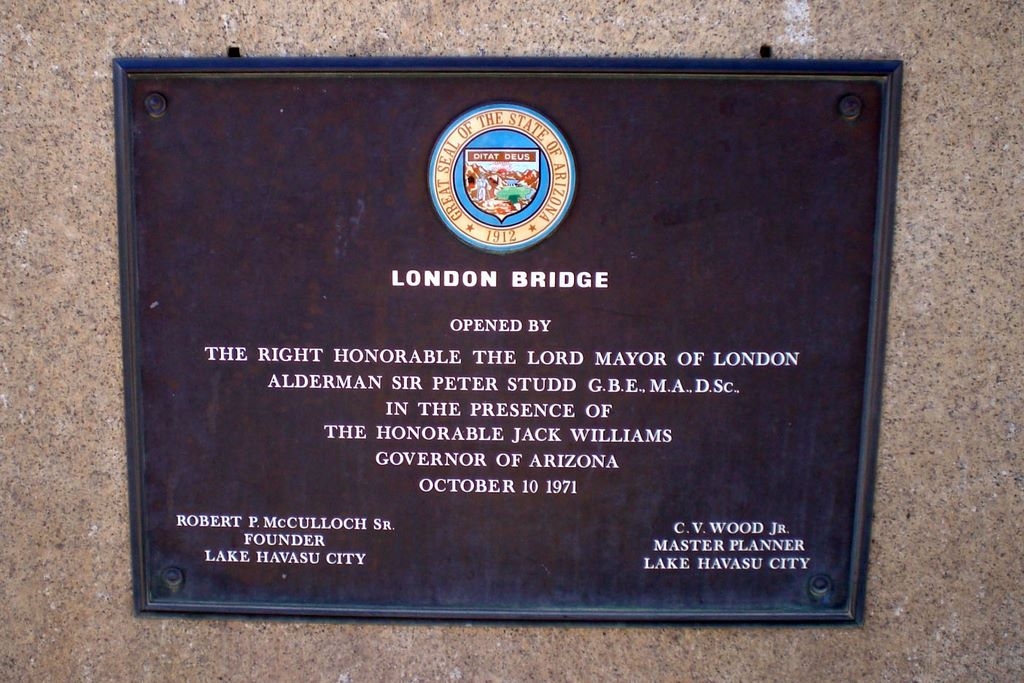 GREAT SEAL OF THE STATE OF ARIZONA
DITAT DEUS
1912
LONDON BRIDGE
OPENED BY
THE RIGHT HONORABLE THE LORD MAYOR OF LONDON
ALDERMAN SIR PETER STUDD G.B.E., M.A., D.Sc.,
IN THE PRESENCE OF
THE HONORABLE JACK WILLIAMS
GOVERNOR OF ARIZONA
OCTOBER 10 1971
ROBERT P. McCULLOCH SR.
FOUNDER
LAKE HAVASU CITY
C. V. WOOD JR.
MASTER PLANNER
LAKE HAVASU CITY